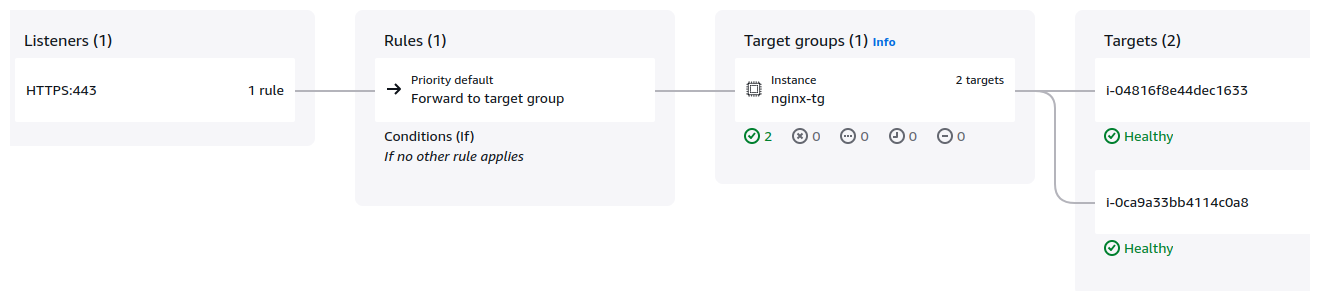 Listeners (1)
HTTPS:443 1 rule
Rules (1)
Priority default
Forward to target group
Conditions (If)
If no other rule applies
Target groups (1) Info
Instance 2 targets
nginx-tg
2 0 0 0 0
Targets (2)
i-04816f8e44dec1633
Healthy
i-0ca9a33bb4114c0a8
Healthy